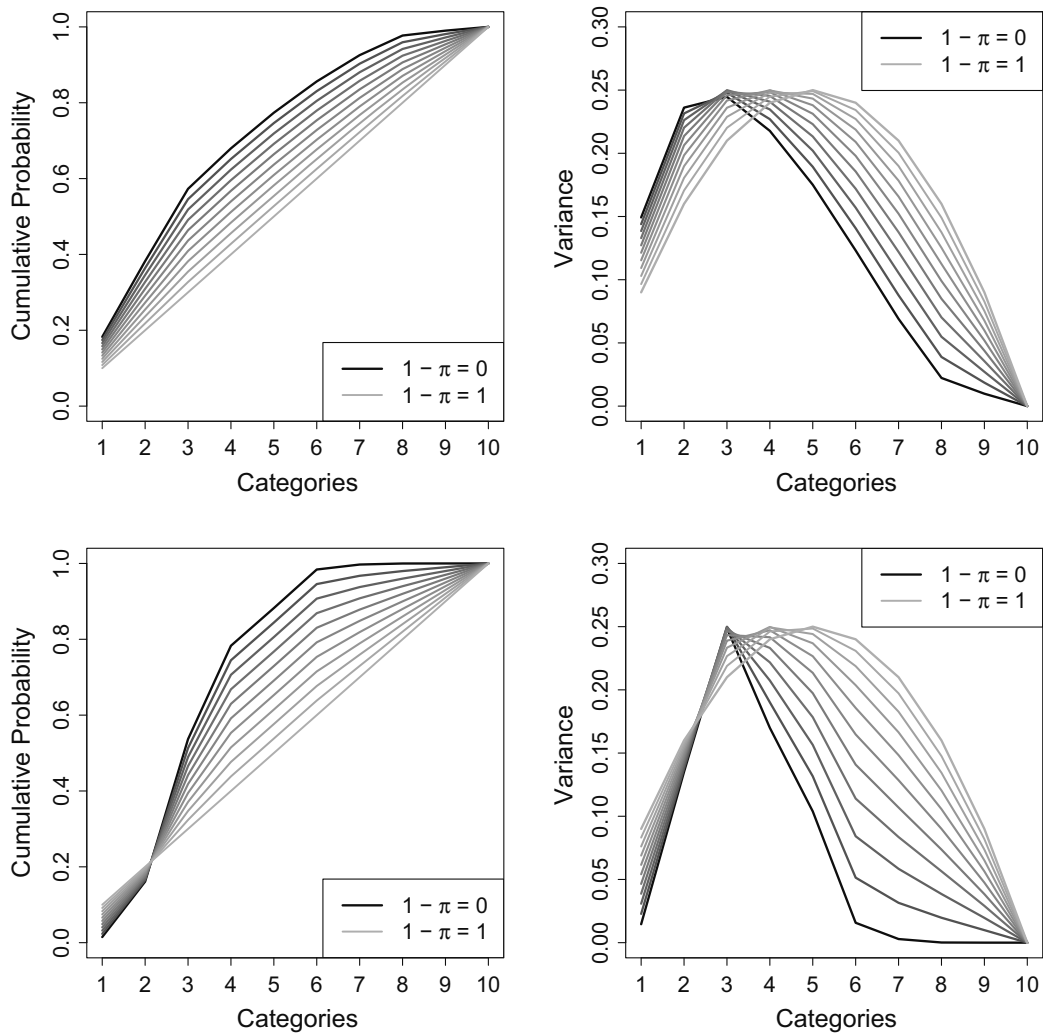 Cumulative Probability
1.0
0.8
0.6
0.4
0.2
0.0
1 − π = 0
1 − π = 1
1 2 3 4 5 6 7 8 9 10
Categories
Variance
0.30
0.25
0.20
0.15
0.10
0.05
0.00
1 − π = 0
1 − π = 1
1 2 3 4 5 6 7 8 9 10
Categories
Cumulative Probability
1.0
0.8
0.6
0.4
0.2
0.0
1 − π = 0
1 − π = 1
1 2 3 4 5 6 7 8 9 10
Categories
Variance
0.30
0.25
0.20
0.15
0.10
0.05
0.00
1 − π = 0
1 − π = 1
1 2 3 4 5 6 7 8 9 10
Categories